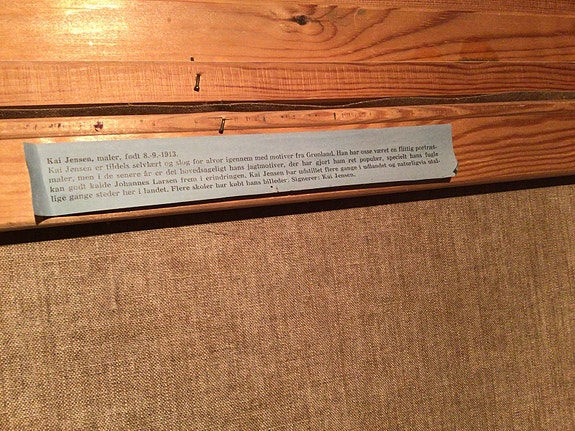 Kai Jensen, maler, født 8.-9.-1913.
Kai Jensen er tildels selvlært og slog for alvor igennem med motiver fra Grønland. Han har osse været en flittig portræt-
maler, men i de senere år er det hovedsageligt hans jagtmotiver, der har gjort ham ret populær, specielt hans fugle
kan godt kalde Johannes Larsen frem i erindringen. Kai Jensen har udstillet flere gange i udlandet og naturligvis utal-
lige gange steder her i landet. Flere skoler har købt hans billeder. Signerer: Kai Jensen.